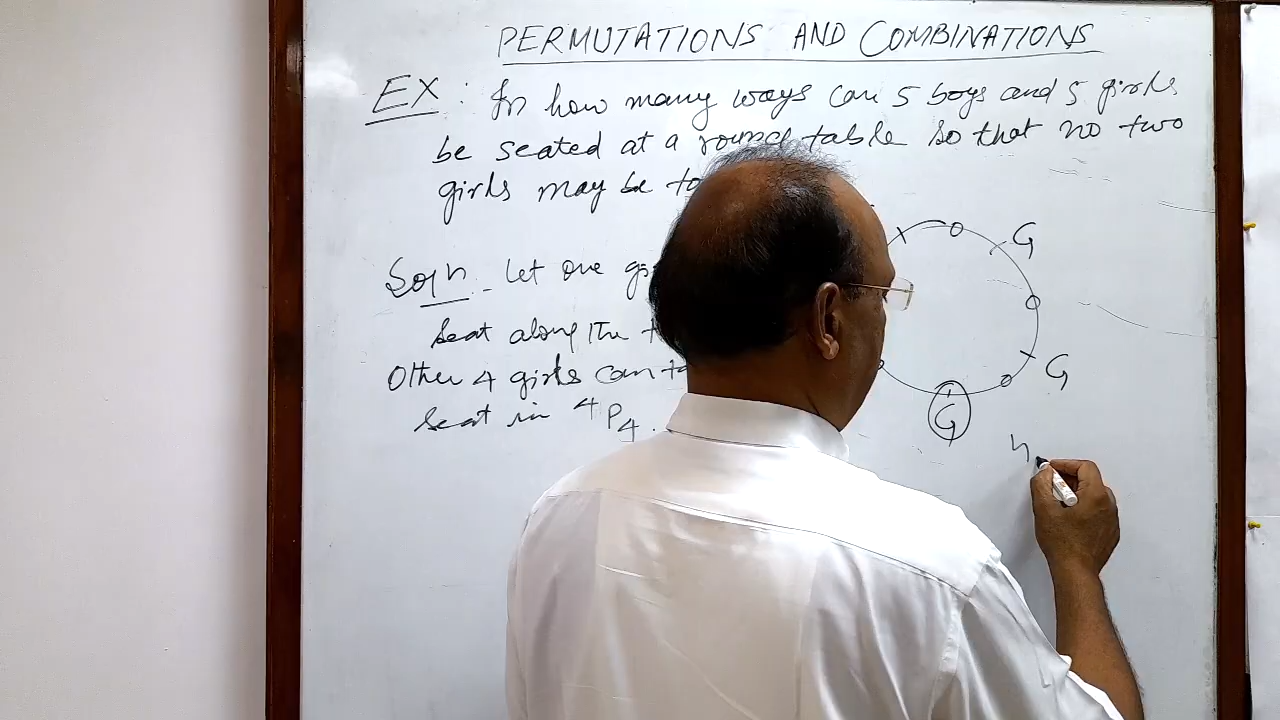 PERMUTATIONS AND COMBINATIONS
EX : In how many ways can 5 boys and 5 girls
be seated at a round table so that no two
girls may be
Soln. Let one
seat along the
Other 4 girls can
seat in ⁴P₄.
G
G
G
n